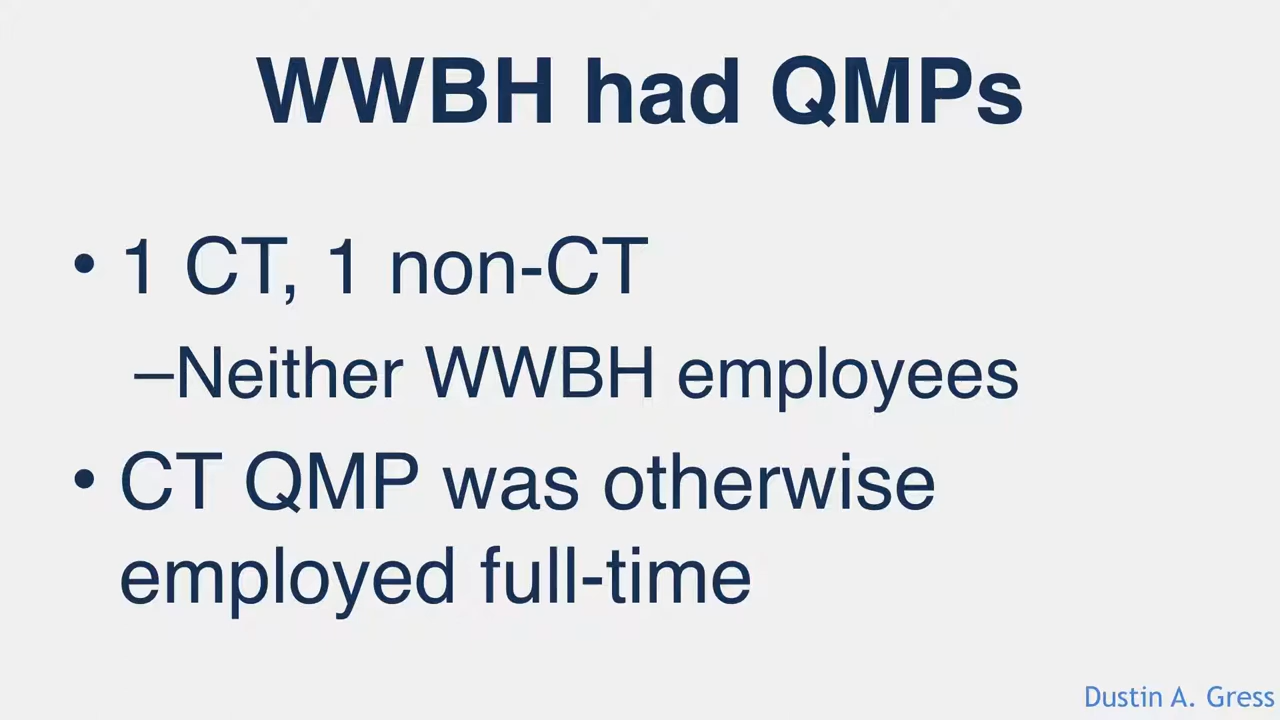 WWBH had QMPs
• 1 CT, 1 non-CT
–Neither WWBH employees
• CT QMP was otherwise
employed full-time
Dustin A. Gress